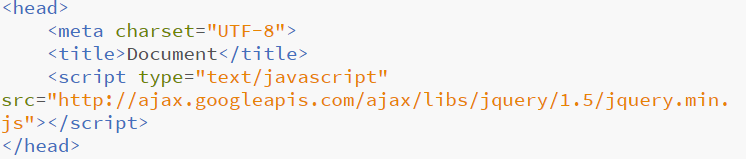 <head>
    <meta charset="UTF-8">
    <title>Document</title>
    <script type="text/javascript"
src="http://ajax.googleapis.com/ajax/libs/jquery/1.5/jquery.min.
js"></script>
</head>